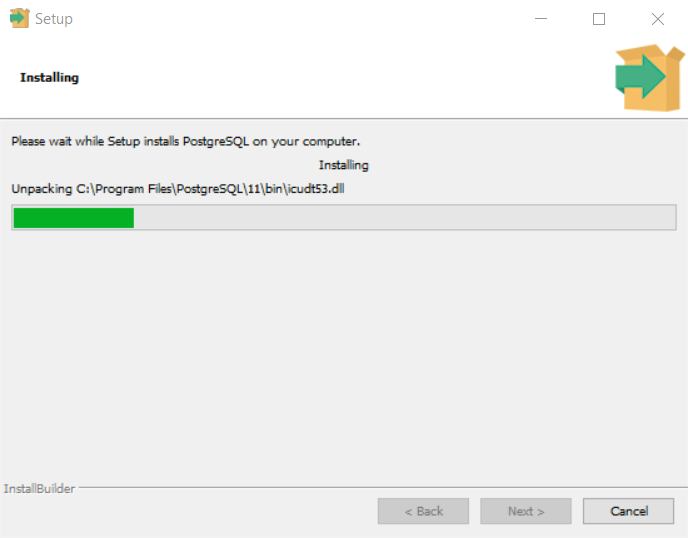 Setup
Installing
Please wait while Setup installs PostgreSQL on your computer.
Installing
Unpacking C:\Program Files\PostgreSQL\11\bin\icudt53.dll
InstallBuilder
< Back
Next >
Cancel